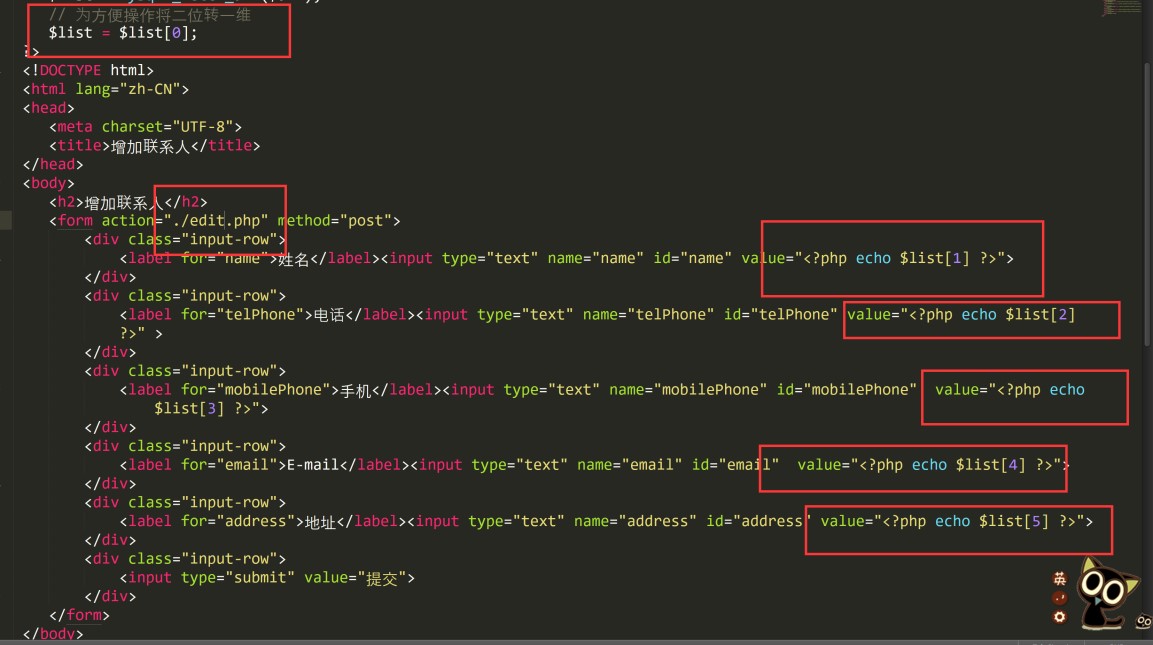 // 为方便操作将二位转一维
$list = $list[0];
?>
<!DOCTYPE html>
<html lang="zh-CN">
<head>
<meta charset="UTF-8">
<title>增加联系人</title>
</head>
<body>
<h2>增加联系人</h2>
<form action="./edit.php" method="post">
<div class="input-row">
<label for="name">姓名</label><input type="text" name="name" id="name" value="<?php echo $list[1] ?>">
</div>
<div class="input-row">
<label for="telPhone">电话</label><input type="text" name="telPhone" id="telPhone" value="<?php echo $list[2]
?>" >
</div>
<div class="input-row">
<label for="mobilePhone">手机</label><input type="text" name="mobilePhone" id="mobilePhone" value="<?php echo
$list[3] ?>">
</div>
<div class="input-row">
<label for="email">E-mail</label><input type="text" name="email" id="email" value="<?php echo $list[4] ?>">
</div>
<div class="input-row">
<label for="address">地址</label><input type="text" name="address" id="address" value="<?php echo $list[5] ?>">
</div>
<div class="input-row">
<input type="submit" value="提交">
</div>
</form>
</body>
英